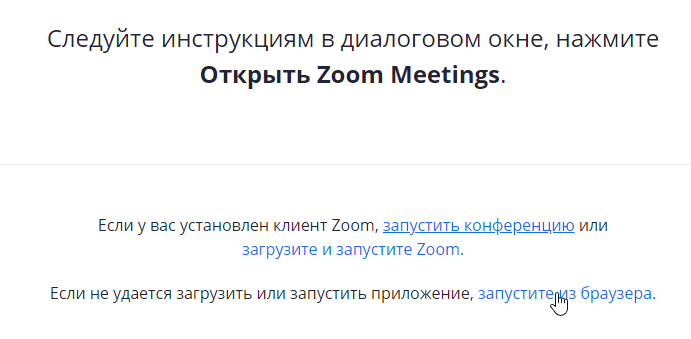 Следуйте инструкциям в диалоговом окне, нажмите
Открыть Zoom Meetings.
Если у вас установлен клиент Zoom, запустить конференцию или
загрузите и запустите Zoom.
Если не удается загрузить или запустить приложение, запустите из браузера.